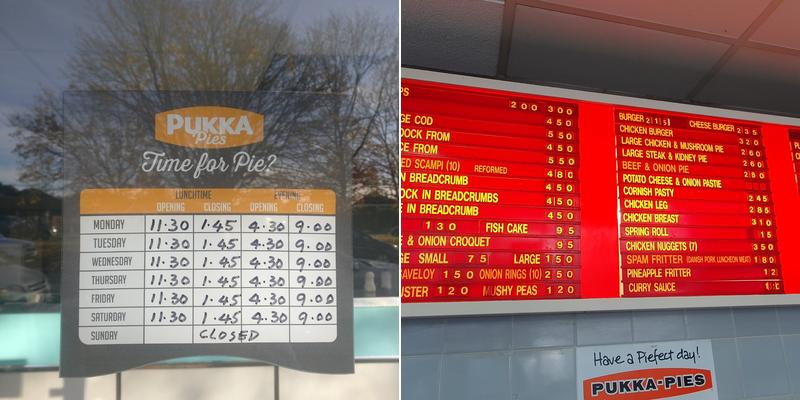 PUKKA
Pies
Time for Pie?
LUNCHTIME EVENING
OPENING CLOSING OPENING CLOSING
MONDAY 11.30 1.45 4.30 9.00
TUESDAY 11.30 1.45 4.30 9.00
WEDNESDAY 11.30 1.45 4.30 9.00
THURSDAY 11.30 1.45 4.30 9.00
FRIDAY 11.30 1.45 4.30 9.00
SATURDAY 11.30 1.45 4.30 9.00
SUNDAY CLOSED
PS 200 300
GE COD 450
DOCK FROM 450
CE FROM 550
ED SCAMPI (10) REFORMED 550
N BREADCRUMB 480
OCK IN BREADCRUMBS 450
E IN BREADCRUMB 450
130 FISH CAKE 90
& ONION CROQUET 95
GE SMALL 75 LARGE 150
SAVELOY 150 ONION RINGS (10) 250
USTER 120 MUSHY PEAS 120
BURGER 215 CHEESE BURGER 235
CHICKEN BURGER 320
LARGE CHICKEN & MUSHROOM PIE 260
LARGE STEAK & KIDNEY PIE 260
BEEF & ONION PIE
POTATO CHEESE & ONION PASTIE
CORNISH PASTY 245
CHICKEN LEG 285
CHICKEN BREAST 310
SPRING ROLL 15
CHICKEN NUGGETS (7) 350
SPAM FRITTER (DANISH PORK LUNCHEON MEAT) 180
PINEAPPLE FRITTER 12
CURRY SAUCE
Have a Piefect day!
PUKKA-PIES